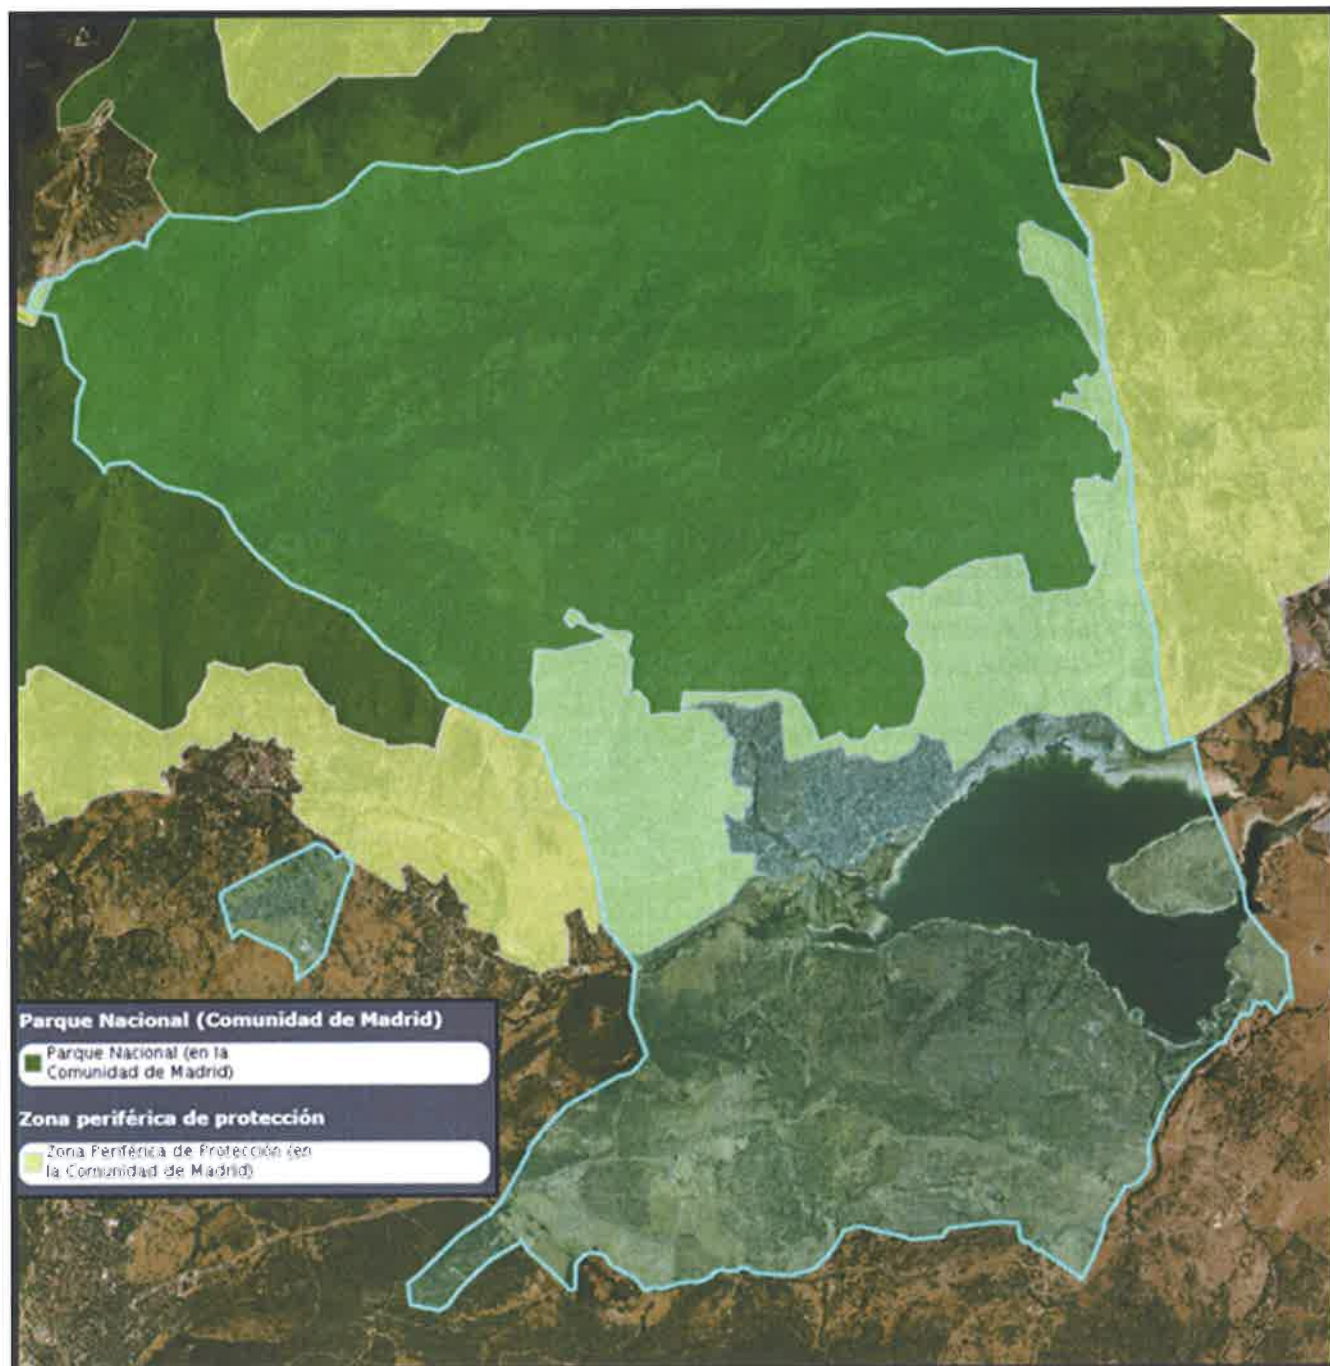 Parque Nacional (Comunidad de Madrid)
Parque Nacional (en la
Comunidad de Madrid)
Zona periférica de protección
Zona Periférica de Protección (en
la Comunidad de Madrid)